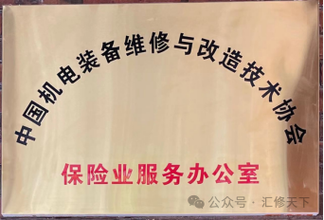 中国机电装备维修与改造技术协会
保险业服务办公室
公众号·汇修天下